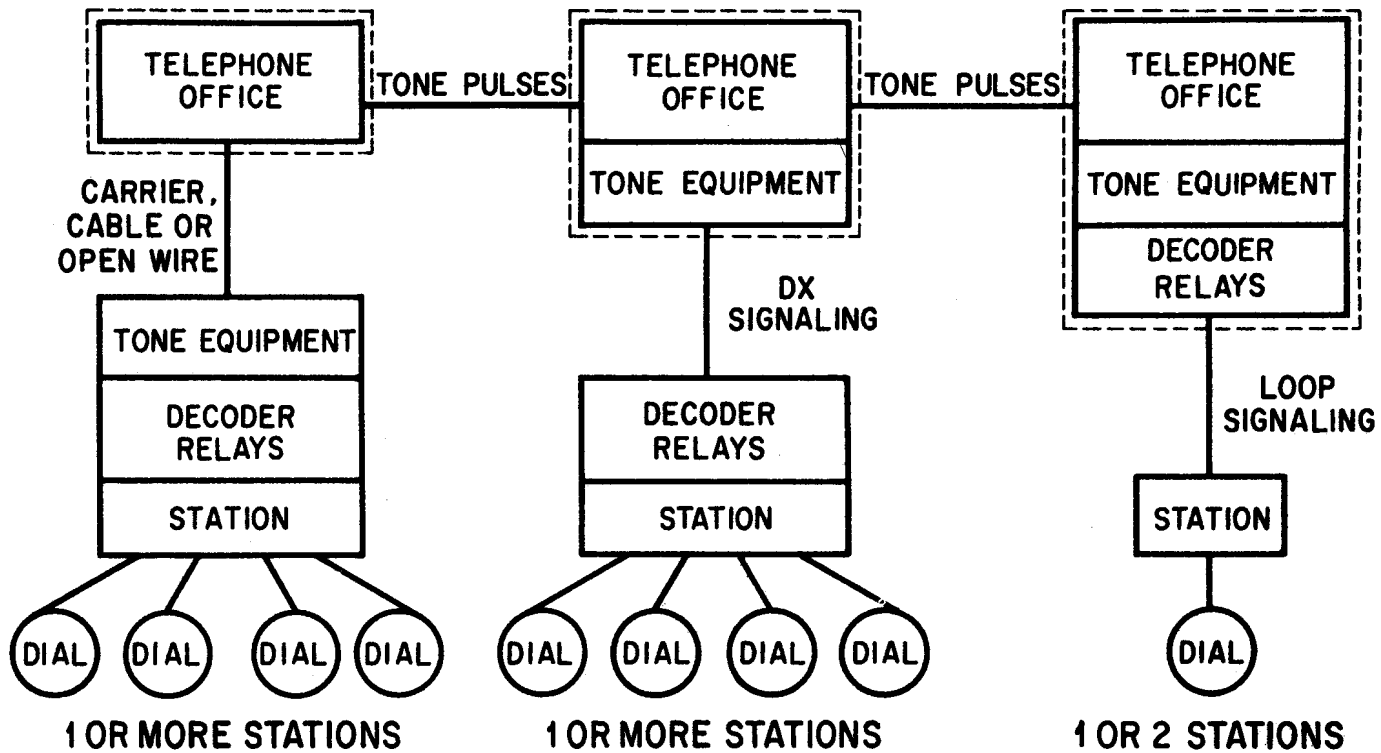 TELEPHONE
OFFICE
TONE PULSES
TELEPHONE
OFFICE
TONE EQUIPMENT
TONE PULSES
TELEPHONE
OFFICE
TONE EQUIPMENT
DECODER
RELAYS
CARRIER,
CABLE OR
OPEN WIRE
TONE EQUIPMENT
DECODER
RELAYS
STATION
DIAL
DIAL
DIAL
DIAL
1 OR MORE STATIONS
DX
SIGNALING
DECODER
RELAYS
STATION
DIAL
DIAL
DIAL
DIAL
1 OR MORE STATIONS
LOOP
SIGNALING
STATION
DIAL
1 OR 2 STATIONS